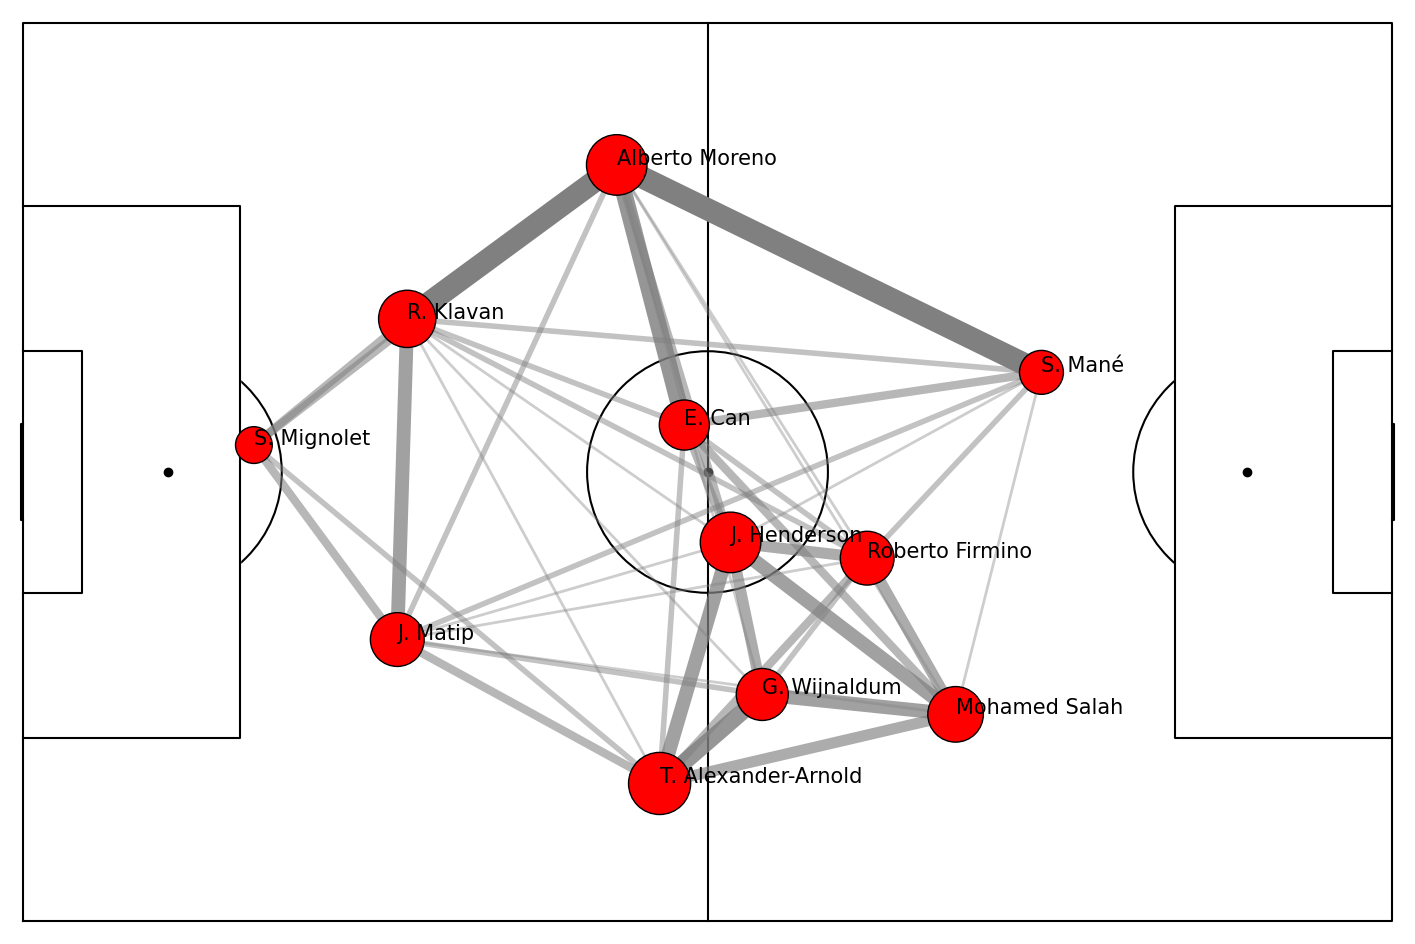 Alberto Moreno
R. Klavan
S. Mané
E. Can
S. Mignolet
J. Henderson
Roberto Firmino
J. Matip
G. Wijnaldum
Mohamed Salah
T. Alexander-Arnold